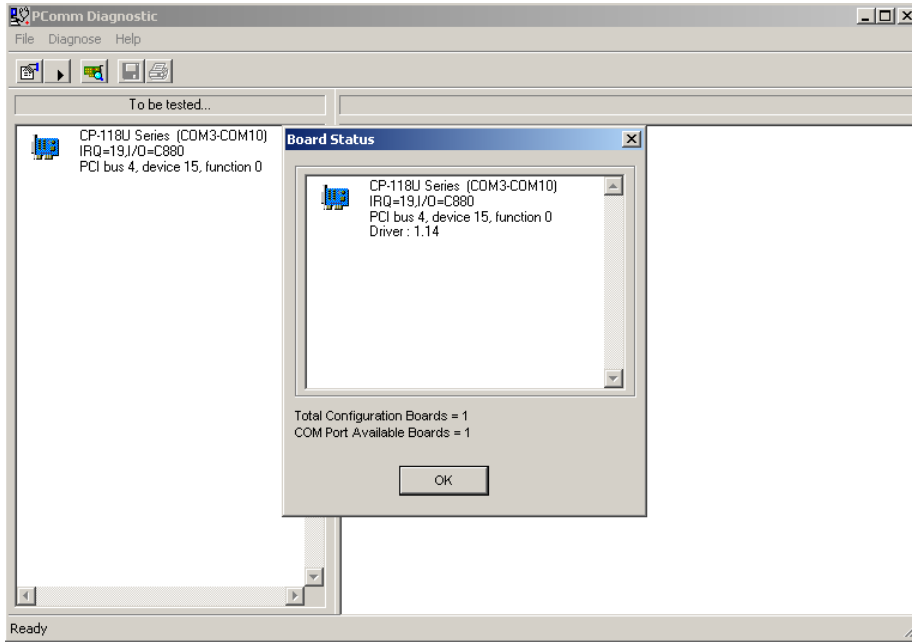 PComm Diagnostic
File Diagnose Help
To be tested...
CP-118U Series (COM3-COM10)
IRQ=19,I/O=C880
PCI bus 4, device 15, function 0
Board Status
CP-118U Series (COM3-COM10)
IRQ=19,I/O=C880
PCI bus 4, device 15, function 0
Driver : 1.14
Total Configuration Boards = 1
COM Port Available Boards = 1
OK
Ready